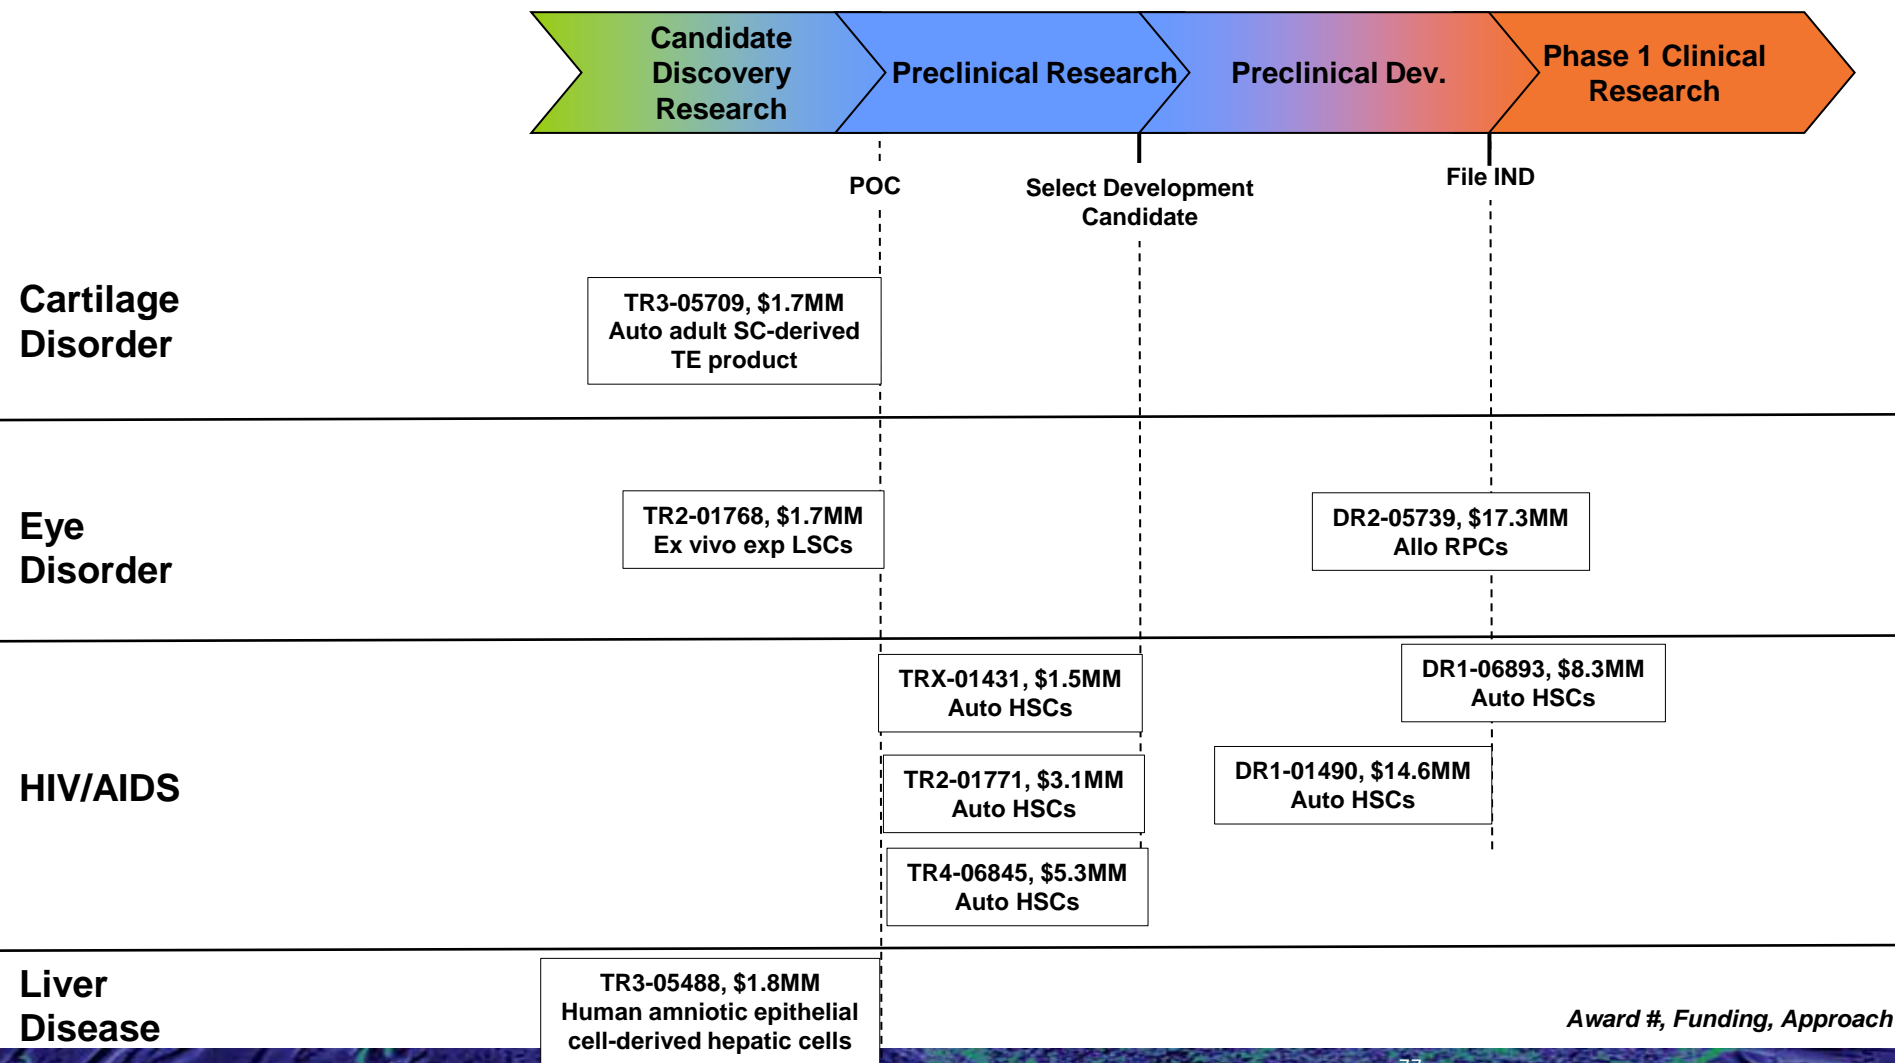 Candidate
Discovery
Research
Preclinical Research
Preclinical Dev.
Phase 1 Clinical
Research
POC
Select Development
Candidate
File IND
Cartilage
Disorder
TR3-05709, $1.7MM
Auto adult SC-derived
TE product
Eye
Disorder
TR2-01768, $1.7MM
Ex vivo exp LSCs
DR2-05739, $17.3MM
Allo RPCs
HIV/AIDS
TRX-01431, $1.5MM
Auto HSCs
DR1-06893, $8.3MM
Auto HSCs
TR2-01771, $3.1MM
Auto HSCs
DR1-01490, $14.6MM
Auto HSCs
TR4-06845, $5.3MM
Auto HSCs
Liver
Disease
TR3-05488, $1.8MM
Human amniotic epithelial
cell-derived hepatic cells
Award #, Funding, Approach